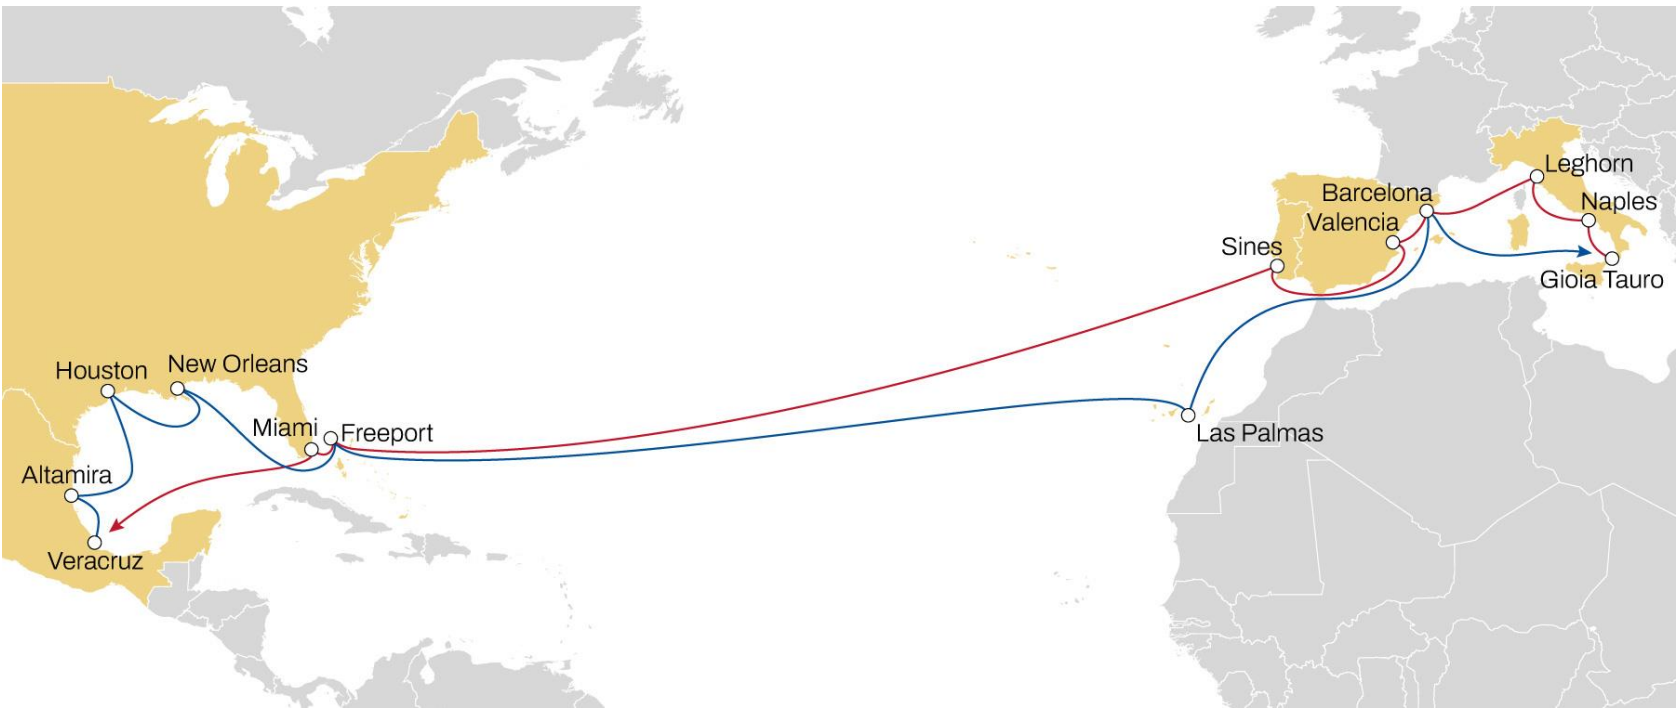 Leghorn
Barcelona
Naples
Valencia
Sines
Gioia Tauro
Houston
New Orleans
Miami
Freeport
Las Palmas
Altamira
Veracruz